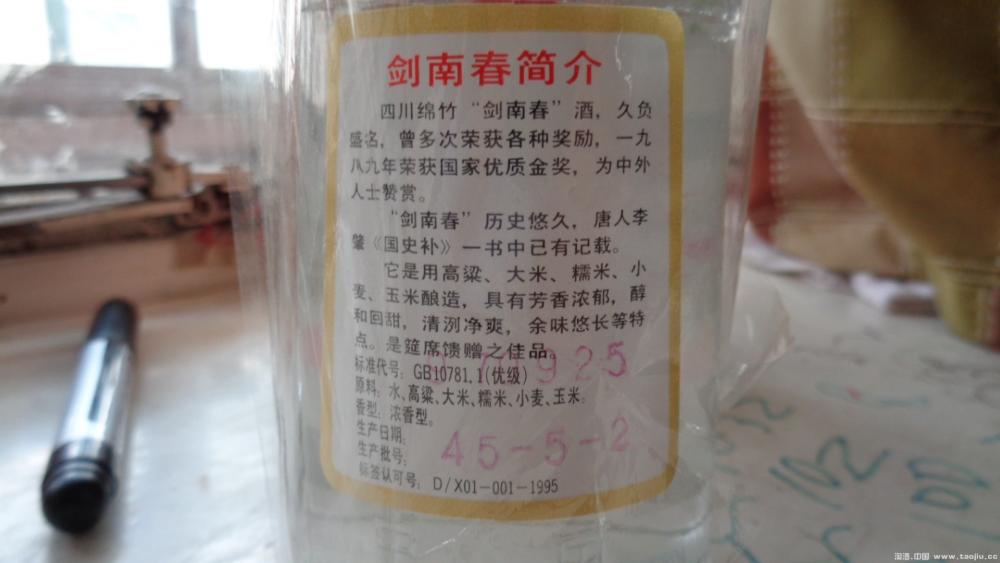 剑南春简介
四川绵竹“剑南春”酒，久负
盛名，曾多次荣获各种奖励，一九
八九年荣获国家优质金奖，为中外
人士赞赏。
“剑南春”历史悠久，唐人李
肇《国史补》一书中已有记载。
它是用高粱、大米、糯米、小
麦、玉米酿造，具有芳香浓郁，醇
和回甜，清洌净爽，余味悠长等特
点。是筵席馈赠之佳品。
标准代号：GB10781.1(优级)
原料：水、高粱、大米、糯米、小麦、玉米。
香型：浓香型。
生产日期：
生产批号：45-5-2
标签认可号：D/X01-001-1995
102
100
淘酒.中国 www.taojiu.cc